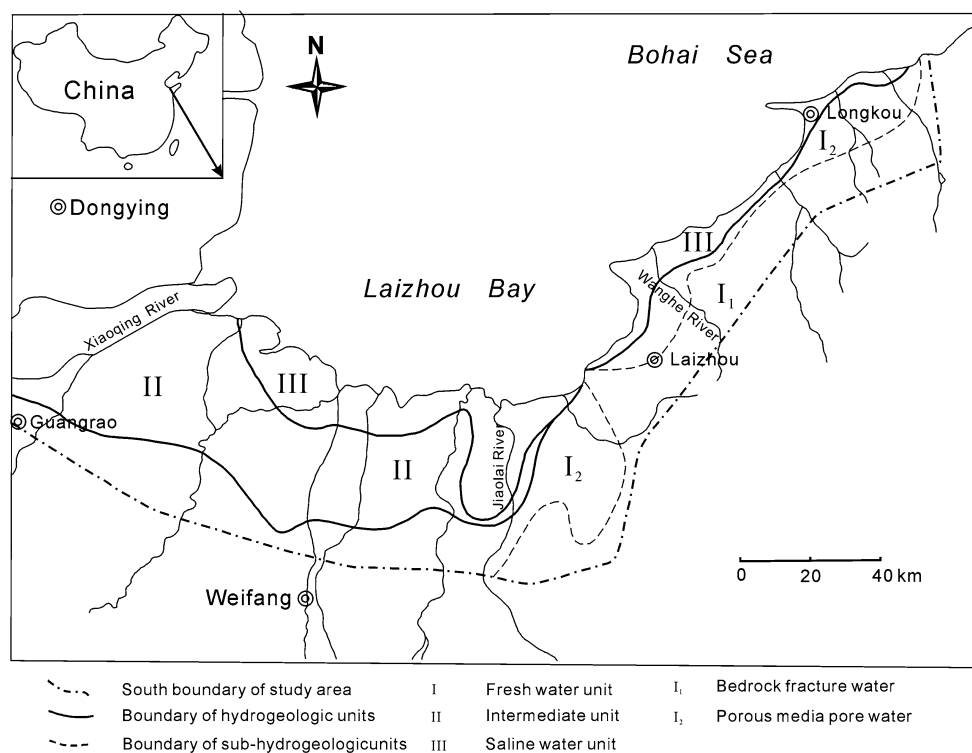 N
Bohai Sea
China
Longkou
I2
Dongying
III
Laizhou Bay
Wanghe River
I1
Xiaoqing River
Laizhou
II
III
Guangrao
II
Jiaolai River
I2
0 20 40 km
Weifang
South boundary of study area I Fresh water unit I1 Bedrock fracture water
Boundary of hydrogeologic units II Intermediate unit I2 Porous media pore water
Boundary of sub-hydrogeologicunits III Saline water unit